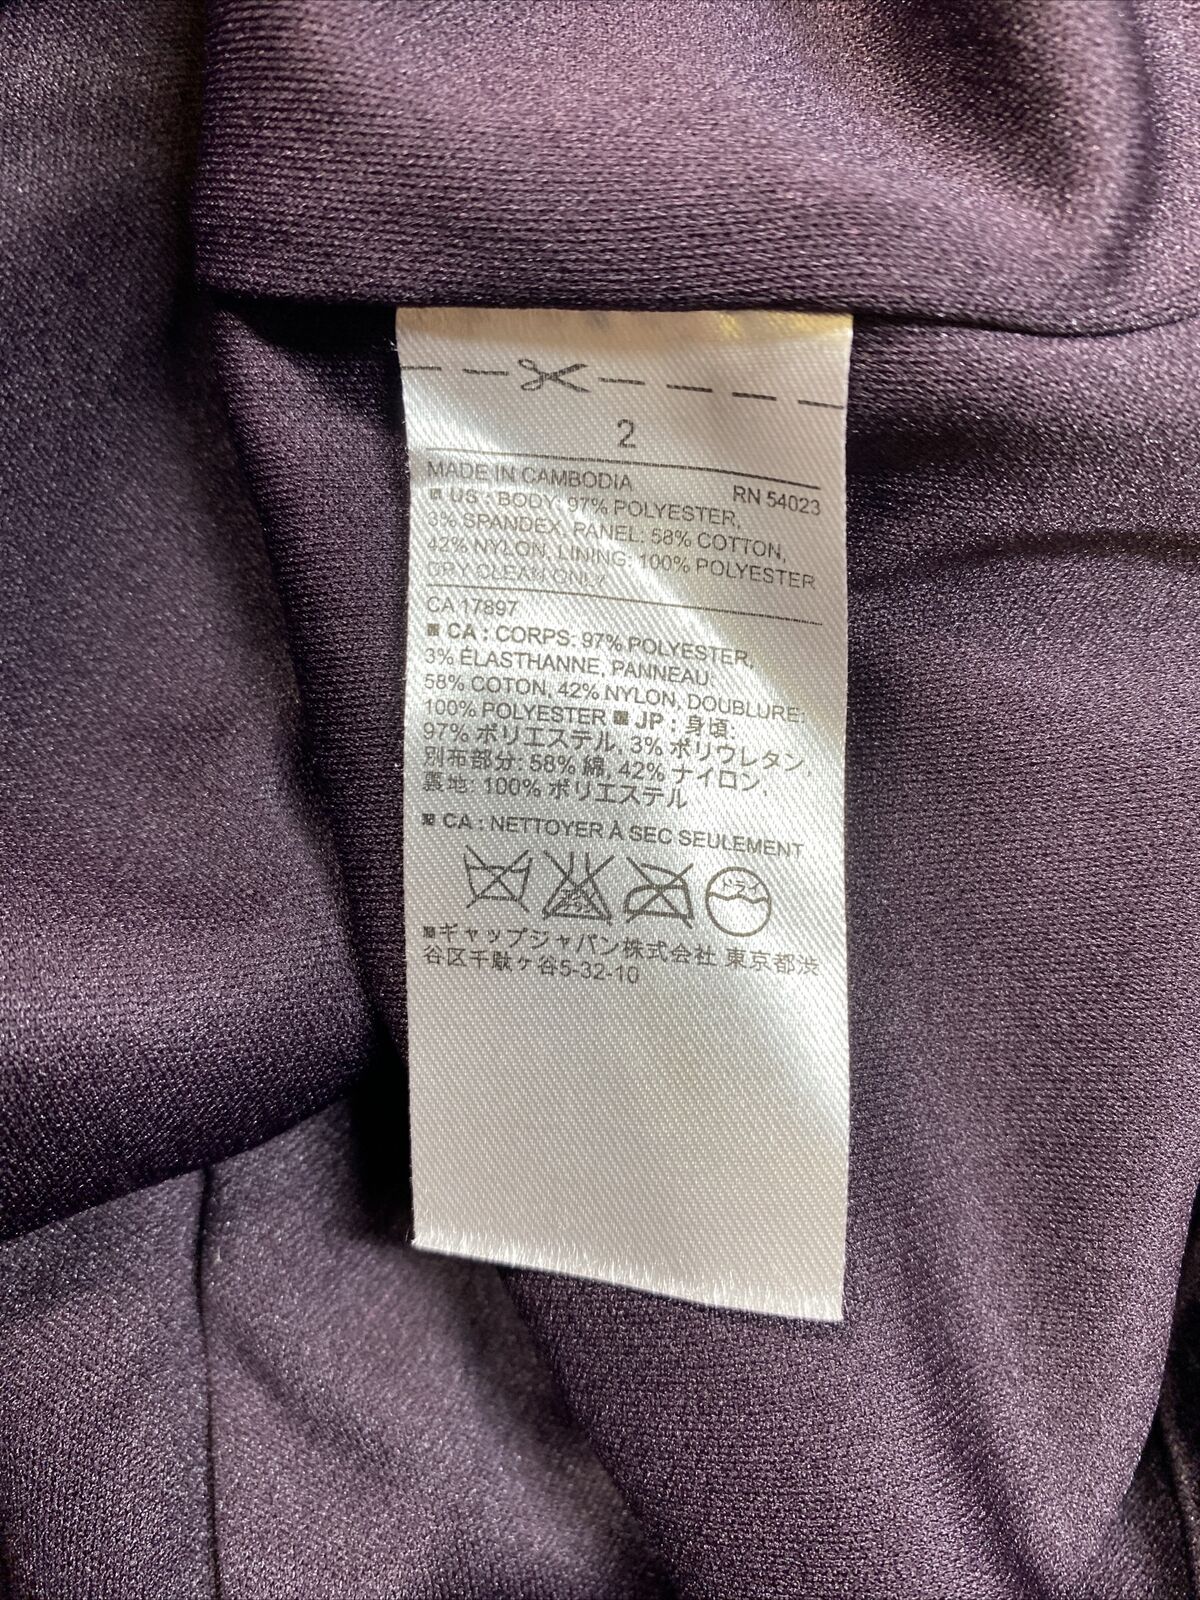 2
MADE IN CAMBODIA RN 54023
US : BODY: 97% POLYESTER,
3% SPANDEX, PANEL: 58% COTTON,
42% NYLON, LINING: 100% POLYESTER
DRY CLEAN ONLY
CA 17897
CA : CORPS: 97% POLYESTER,
3% ÉLASTHANNE, PANNEAU:
58% COTON, 42% NYLON, DOUBLURE:
100% POLYESTER JP : 身頃:
97% ポリエステル, 3% ポリウレタン,
別布部分: 58% 綿, 42% ナイロン,
裏地: 100% ポリエステル
CA : NETTOYER À SEC SEULEMENT
ドライ
ギャップジャパン株式会社 東京都渋
谷区千駄ヶ谷5-32-10